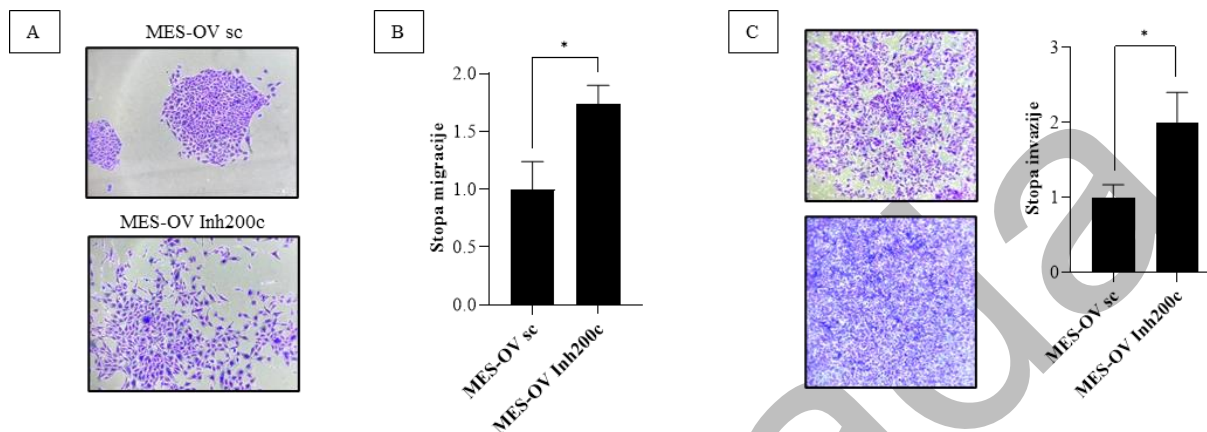 A
MES-OV sc
MES-OV Inh200c
B
*
Stopa migracije
2.0
1.5
1.0
0.5
0.0
MES-OV sc
MES-OV Inh200c
C
*
Stopa invazije
3
2
1
0
MES-OV sc
MES-OV Inh200c